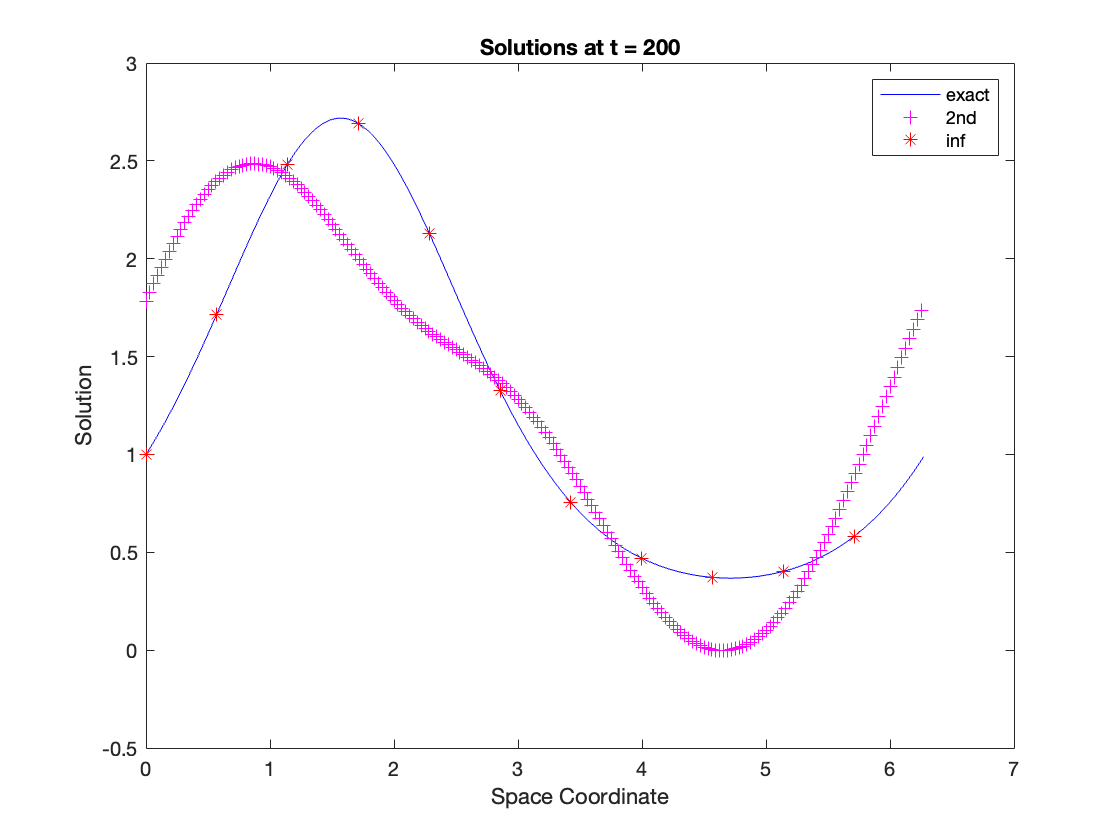 Solutions at t = 200
exact
2nd
inf
3
2.5
2
1.5
1
0.5
0
-0.5
Solution
0 1 2 3 4 5 6 7
Space Coordinate